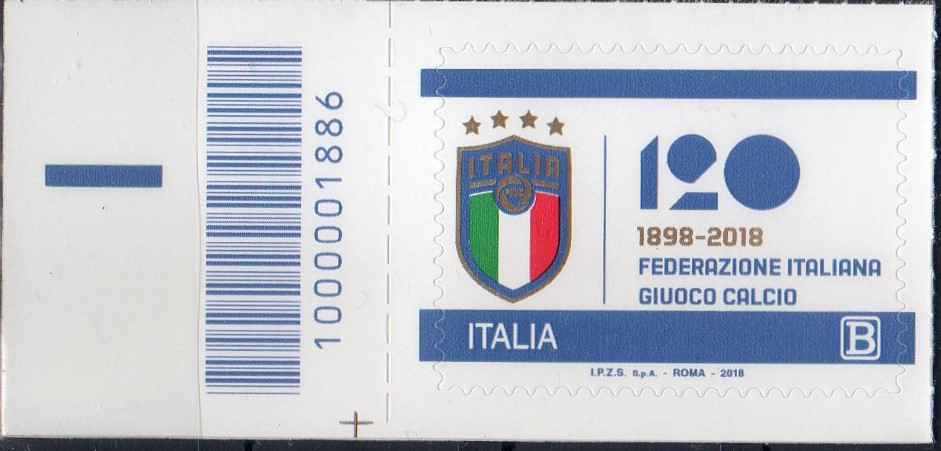 1000001886
ITALIA
120
1898-2018
FEDERAZIONE ITALIANA
GIUOCO CALCIO
ITALIA B
I.P.Z.S. S.p.A. - ROMA - 2018